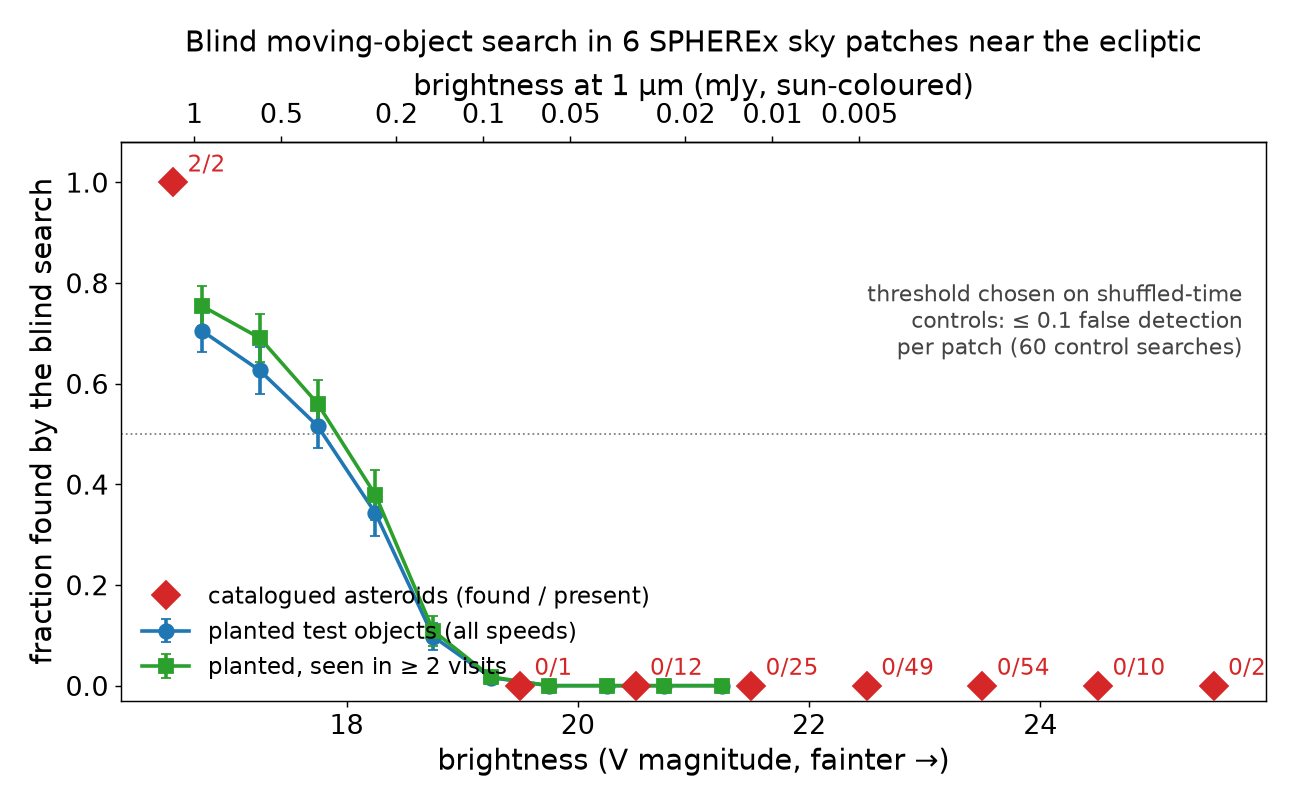 Blind moving-object search in 6 SPHEREx sky patches near the ecliptic
brightness at 1 μm (mJy, sun-coloured)
1 0.5 0.2 0.1 0.05 0.02 0.01 0.005
fraction found by the blind search
1.0
0.8
0.6
0.4
0.2
0.0
2/2
threshold chosen on shuffled-time
controls: ≤ 0.1 false detection
per patch (60 control searches)
catalogued asteroids (found / present)
planted test objects (all speeds)
planted, seen in ≥ 2 visits
0/1 0/12 0/25 0/49 0/54 0/10 0/2
18 20 22 24
brightness (V magnitude, fainter →)